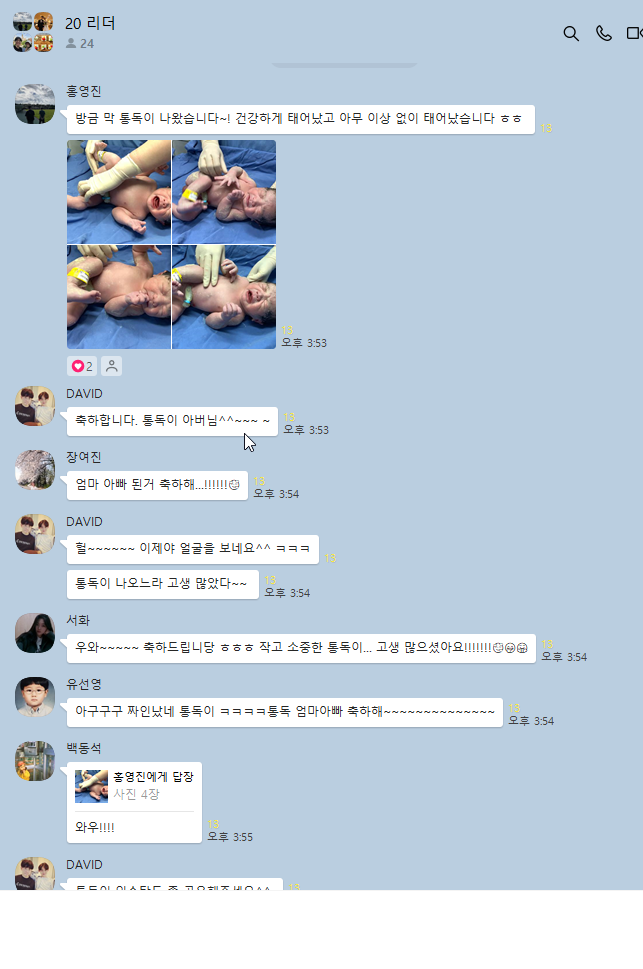 20 리더
24
홍영진
방금 막 통독이 나왔습니다~! 건강하게 태어났고 아무 이상 없이 태어났습니다 ㅎㅎ
13
13
오후 3:53
2
DAVID
축하합니다. 통독이 아버님^^~~~ ~
13
오후 3:53
장여진
엄마 아빠 된거 축하해...!!!!!!
13
오후 3:54
DAVID
헐~~~~~~ 이제야 얼굴을 보네요^^ ㅋㅋㅋ
13
통독이 나오느라 고생 많았다~~
13
오후 3:54
서화
우와~~~~~ 축하드립니당 ㅎㅎㅎ 작고 소중한 통독이... 고생 많으셨아요!!!!!!!
13
오후 3:54
유선영
아구구구 짜인났네 통독이 ㅋㅋㅋㅋ통독 엄마아빠 축하해~~~~~~~~~~~~~~
13
오후 3:54
백동석
홍영진에게 답장
사진 4장
와우!!!!
13
오후 3:55
DAVID
13